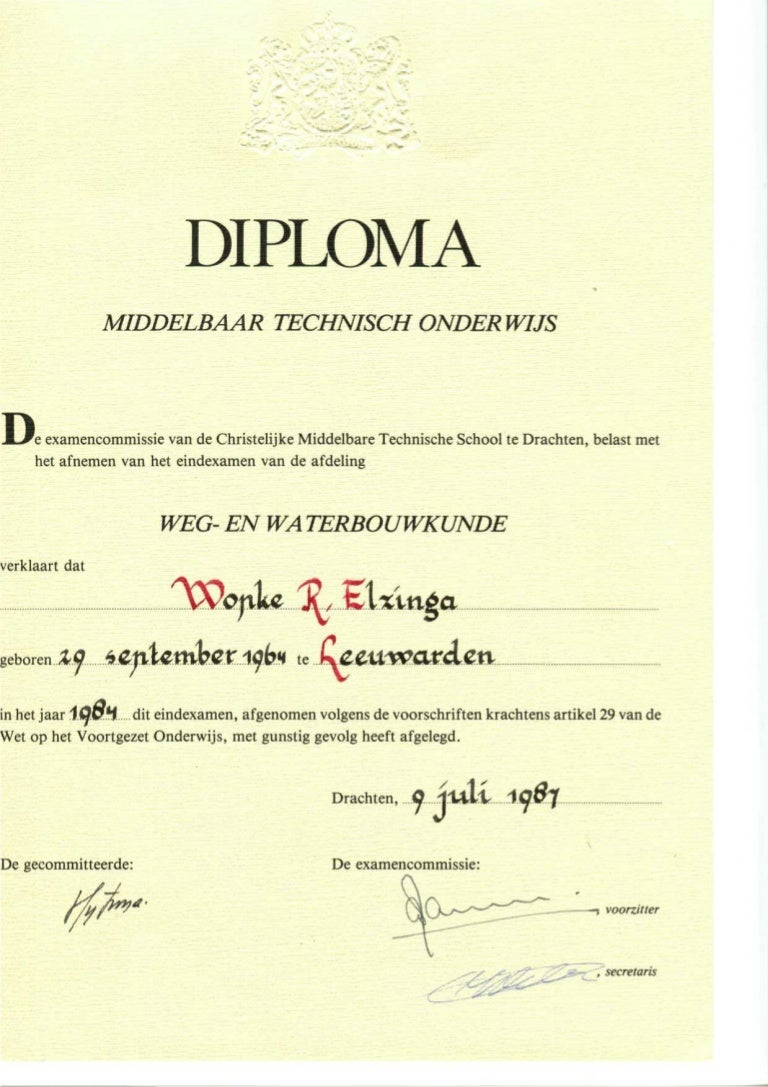 DIPLOMA
MIDDELBAAR TECHNISCH ONDERWIJS
De examencommissie van de Christelijke Middelbare Technische School te Drachten, belast met
het afnemen van het eindexamen van de afdeling
WEG- EN WATERBOUWKUNDE
verklaart dat
Wopke R. Elzinga
geboren 29 september 1964 te Leeuwarden
in het jaar 1984 dit eindexamen, afgenomen volgens de voorschriften krachtens artikel 29 van de
Wet op het Voortgezet Onderwijs, met gunstig gevolg heeft afgelegd.
Drachten, 9 juli
De gecommitteerde: De examencommissie:
, voorzitter
, secretaris